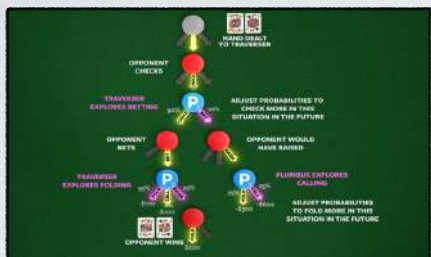 HAND DEALT
TO TRAVERSER
OPPONENT
CHECKS
TRAVERSER
EXPLORES BETTING
P
ADJUST PROBABILITIES TO
CHECK MORE IN THIS
SITUATION IN THE FUTURE
OPPONENT
BETS
OPPONENT WOULD
HAVE RAISED
TRAVERSER
EXPLORES FOLDING
P
P
PLURIBUS EXPLORES
CALLING
ADJUST PROBABILITIES
TO FOLD MORE IN THIS
SITUATION IN THE FUTURE
OPPONENT WINS